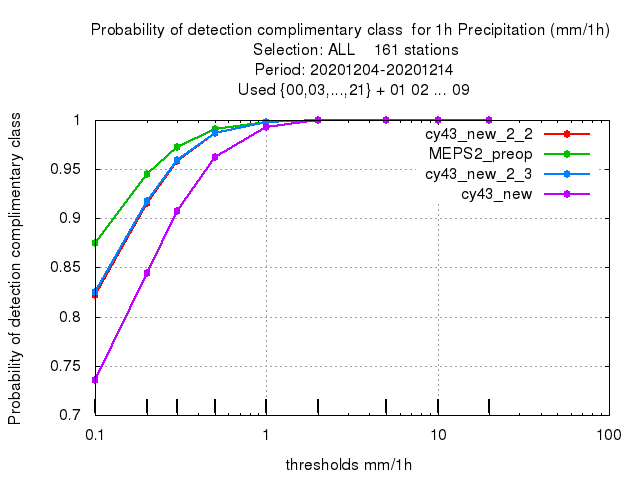 Probability of detection complimentary class  for 1h Precipitation (mm/1h)
Selection: ALL    161 stations
Period: 20201204-20201214
Used {00,03,...,21} + 01 02 ... 09
Probability of detection complimentary class
1
0.95
0.9
0.85
0.8
0.75
0.7
cy43_new_2_2
MEPS2_preop
cy43_new_2_3
cy43_new
0.1
1
10
100
thresholds mm/1h